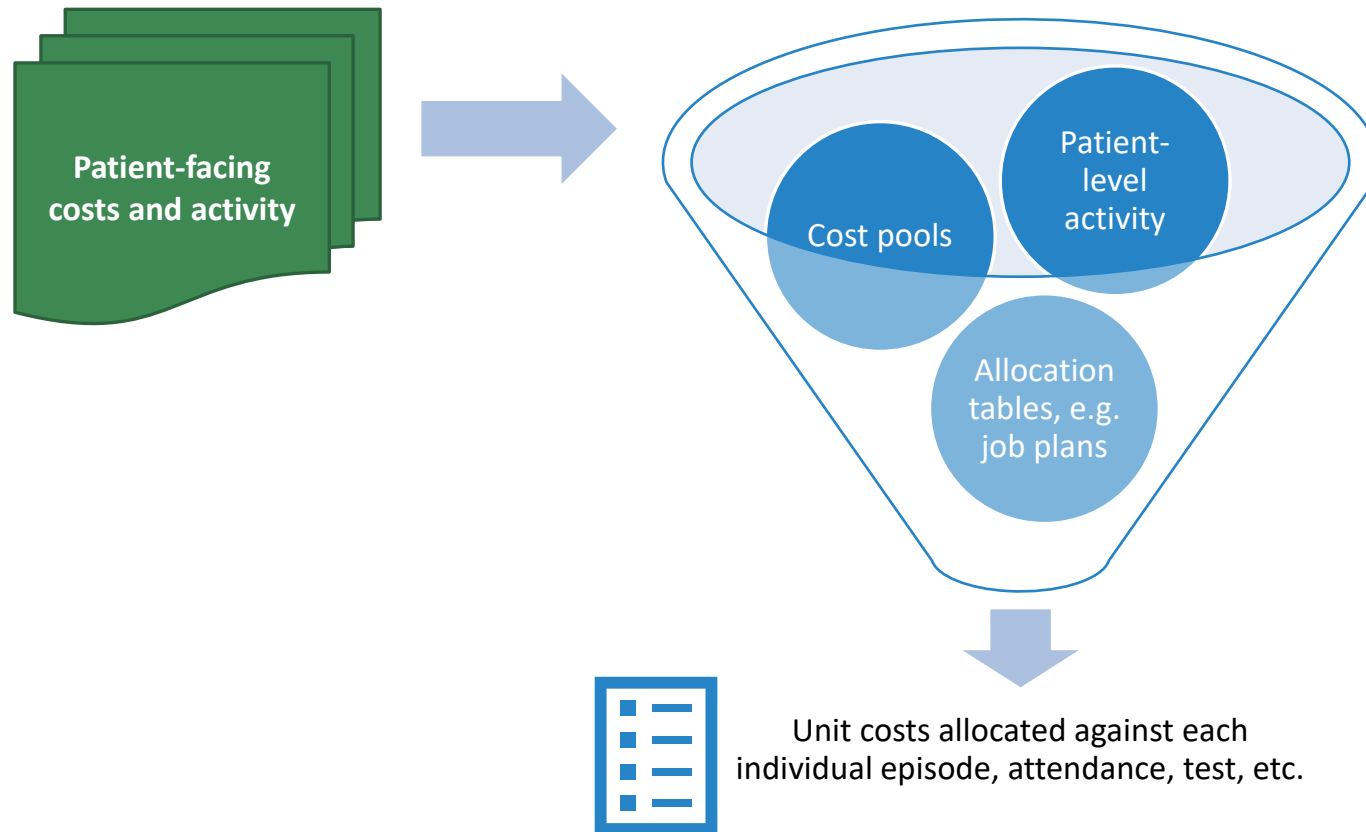 Patient-facing
costs and activity
Cost pools
Patient-
level
activity
Allocation
tables, e.g.
job plans
Unit costs allocated against each
individual episode, attendance, test, etc.